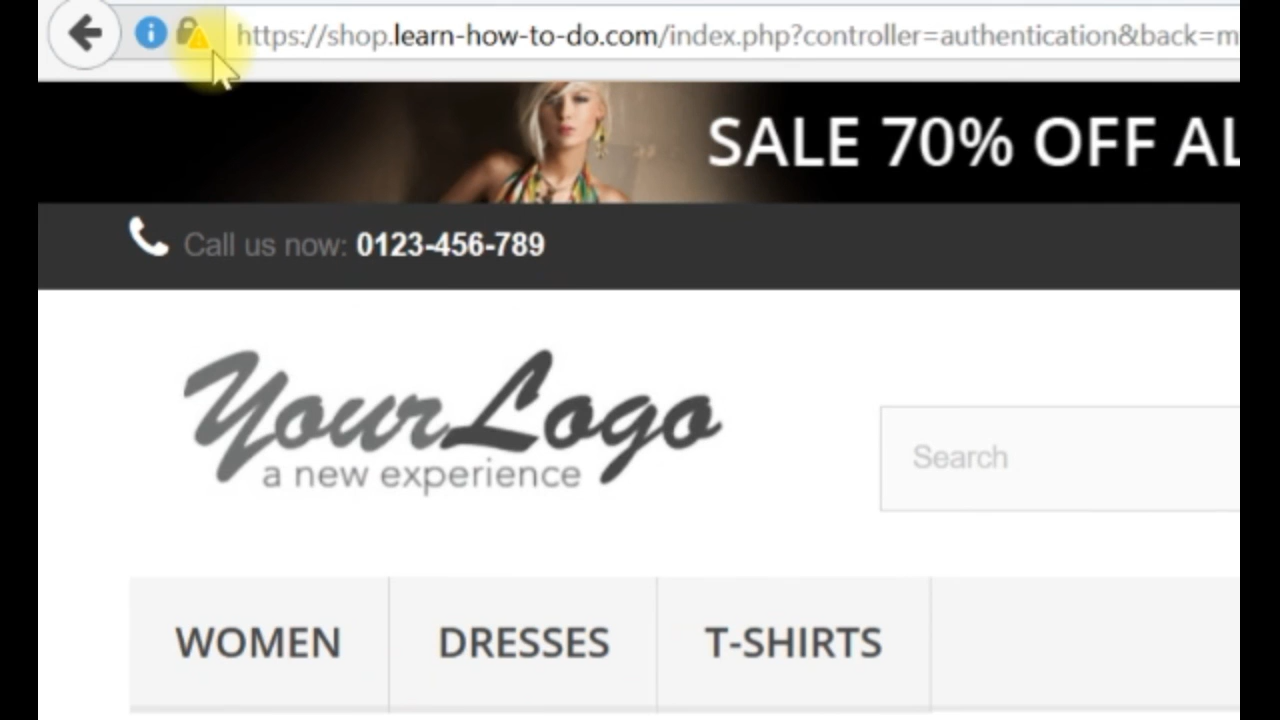 https://shop.learn-how-to-do.com/index.php?controller=authentication&back=m
SALE 70% OFF AL
Call us now: 0123-456-789
YourLogo
a new experience
Search
WOMEN DRESSES T-SHIRTS